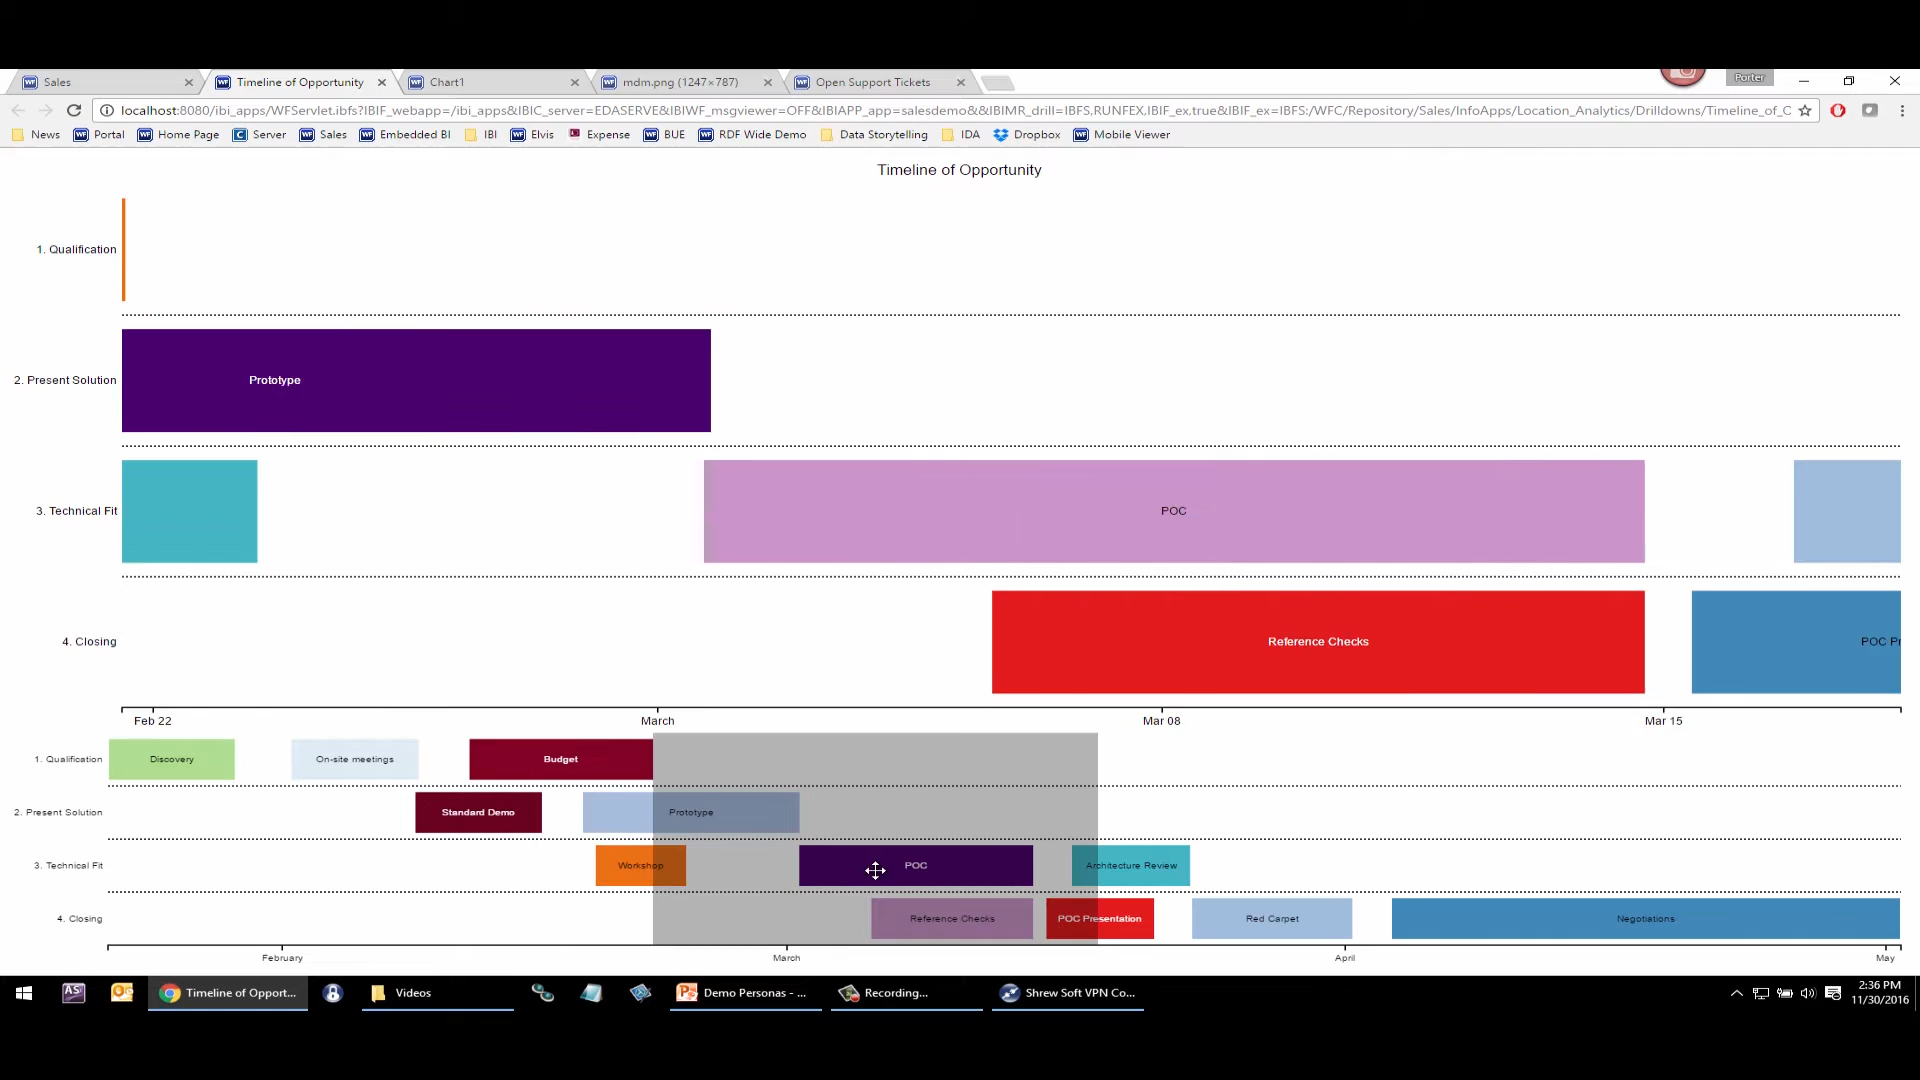 Sales
Timeline of Opportunity
Chart1
mdm.png (1247×787)
Open Support Tickets
Porter
localhost:8080/ibi_apps/WFServlet.ibfs?IBIF_webapp=/ibi_apps&IBIC_server=EDASERVE&IBIWF_msgviewer=OFF&IBIAPP_app=salesdemo&&IBIMR_drill=IBFS,RUNFEX,IBIF_ex,true&IBIF_ex=IBFS:/WFC/Repository/Sales/InfoApps/Location_Analytics/Drilldowns/Timeline_of_O
News Portal Home Page Server Sales Embedded BI IBI Elvis Expense BUE RDF Wide Demo Data Storytelling IDA Dropbox Mobile Viewer
Timeline of Opportunity
1. Qualification
2. Present Solution
Prototype
3. Technical Fit
POC
4. Closing
Reference Checks
POC Pr
Feb 22 March Mar 08 Mar 15
1. Qualification
Discovery
On-site meetings
Budget
2. Present Solution
Standard Demo
Prototype
3. Technical Fit
Workshop
POC
Architecture Review
4. Closing
Reference Checks
POC Presentation
Red Carpet
Negotiations
February March April May
AS
Timeline of Opport...
Videos
Demo Personas - ...
Recording...
Shrew Soft VPN Co...
2:36 PM
11/30/2016